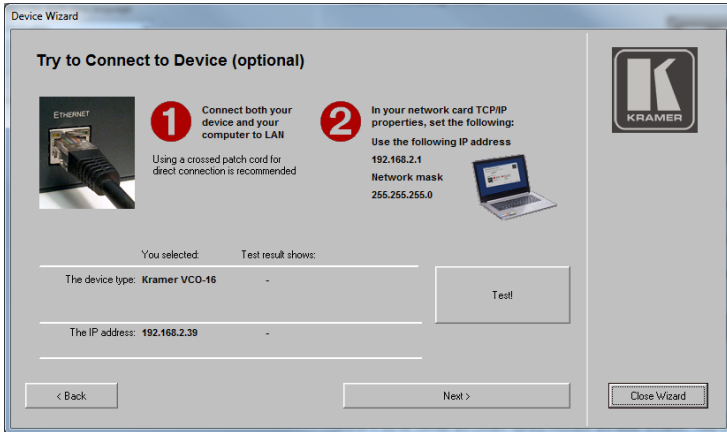 Device Wizard
Try to Connect to Device (optional)
ETHERNET
1
Connect both your
device and your
computer to LAN
Using a crossed patch cord for
direct connection is recommended
2
In your network card TCP/IP
properties, set the following:
Use the following IP address
192.168.2.1
Network mask
255.255.255.0
K
KRAMER
You selected: Test result shows:
The device type: Kramer VCO-16 -
Test!
The IP address: 192.168.2.39 -
< Back
Next >
Close Wizard